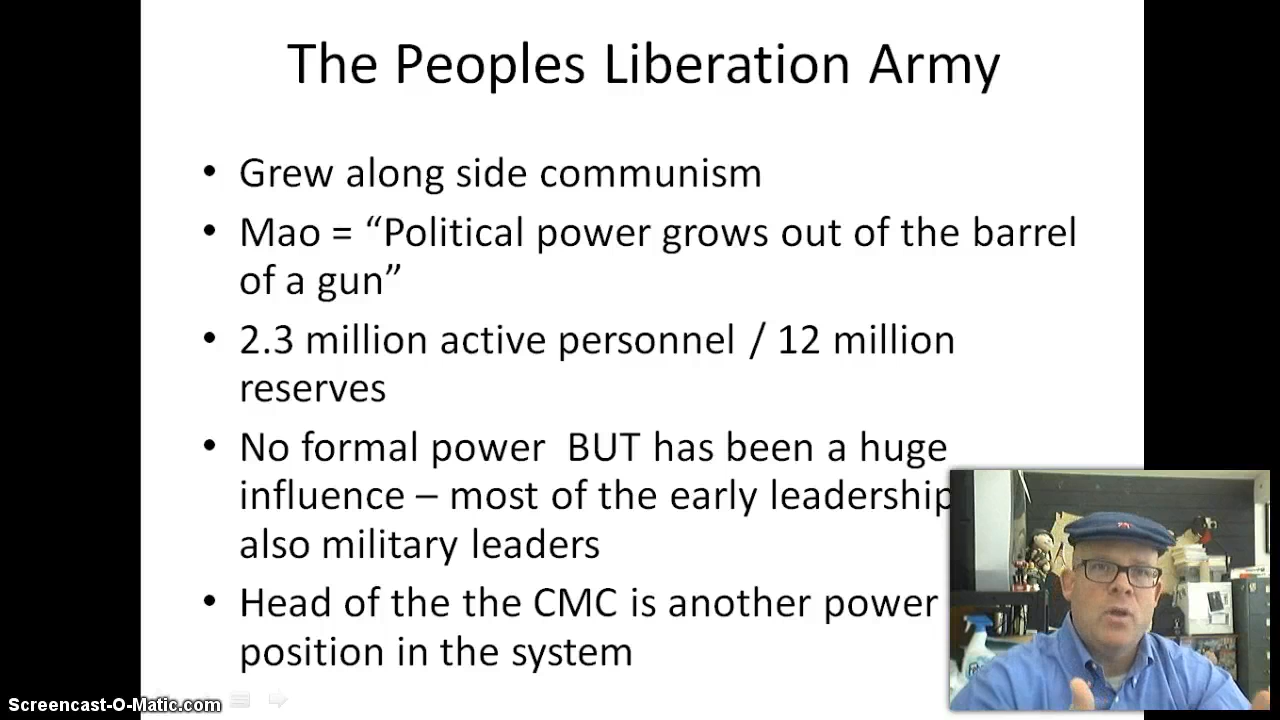 The Peoples Liberation Army
• Grew along side communism
• Mao = “Political power grows out of the barrel
of a gun”
• 2.3 million active personnel / 12 million
reserves
• No formal power  BUT has been a huge
influence – most of the early leadership
also military leaders
• Head of the the CMC is another power
position in the system
Screencast-O-Matic.com